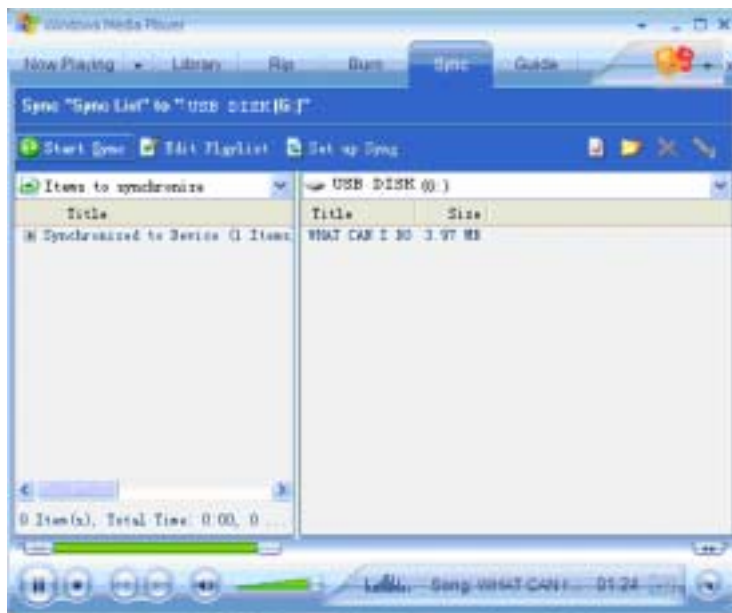 Windows Media Player
Now Playing Library Rip Burn Sync Guide
Sync "Sync List" to "USB DISK(G:)"
Start Sync Edit Playlist Set up Sync
Items to synchronize
USB DISK (G:)
Title
Title Size
Synchronized to Device (1 Items
WHAT CAN I DO 3.97 MB
0 Item(s), Total Time: 0:00, 0 ...
Song WHAT CAN I ... 01:24